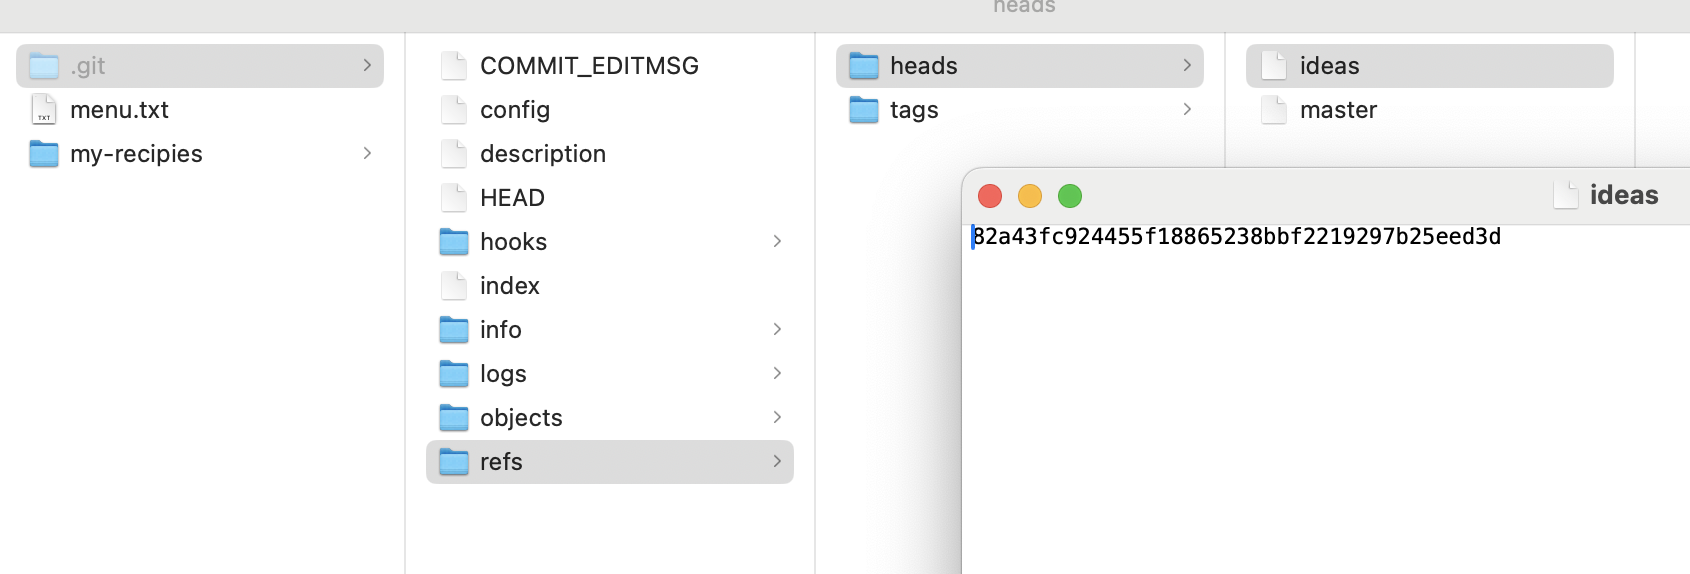 heads
.git
menu.txt
TXT
my-recipies
COMMIT_EDITMSG
config
description
HEAD
hooks
index
info
logs
objects
refs
heads
tags
ideas
master
ideas
82a43fc924455f18865238bbf2219297b25eed3d